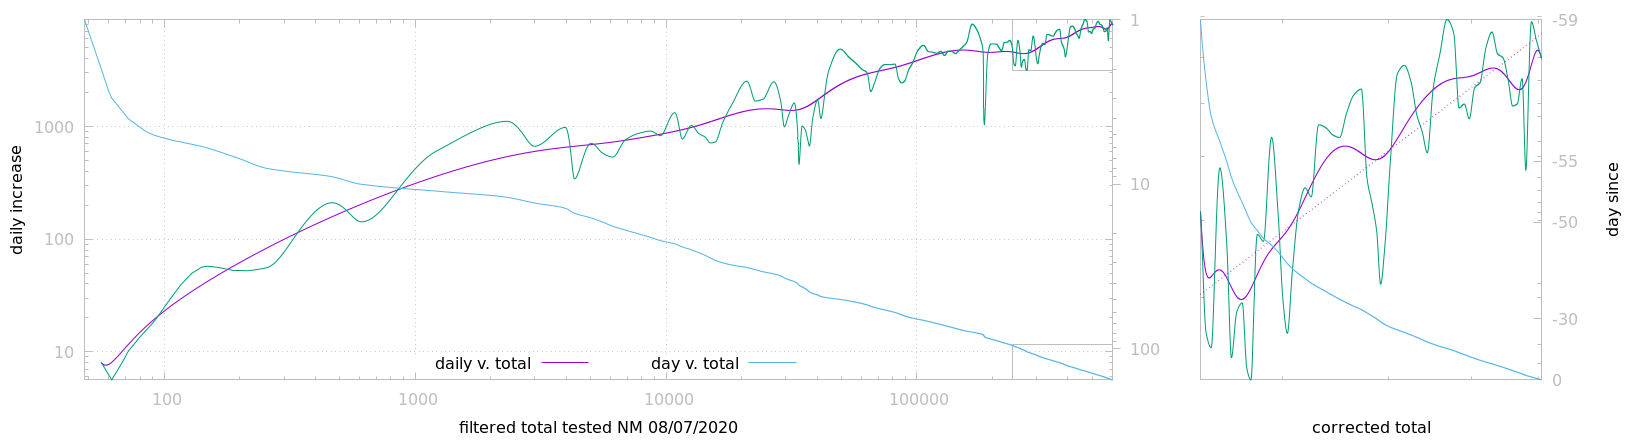 daily increase
1000
100
10
100
1000
10000
100000
1
10
100
daily v. total
day v. total
filtered total tested NM 08/07/2020
-59
-55
-50
-30
0
day since
corrected total